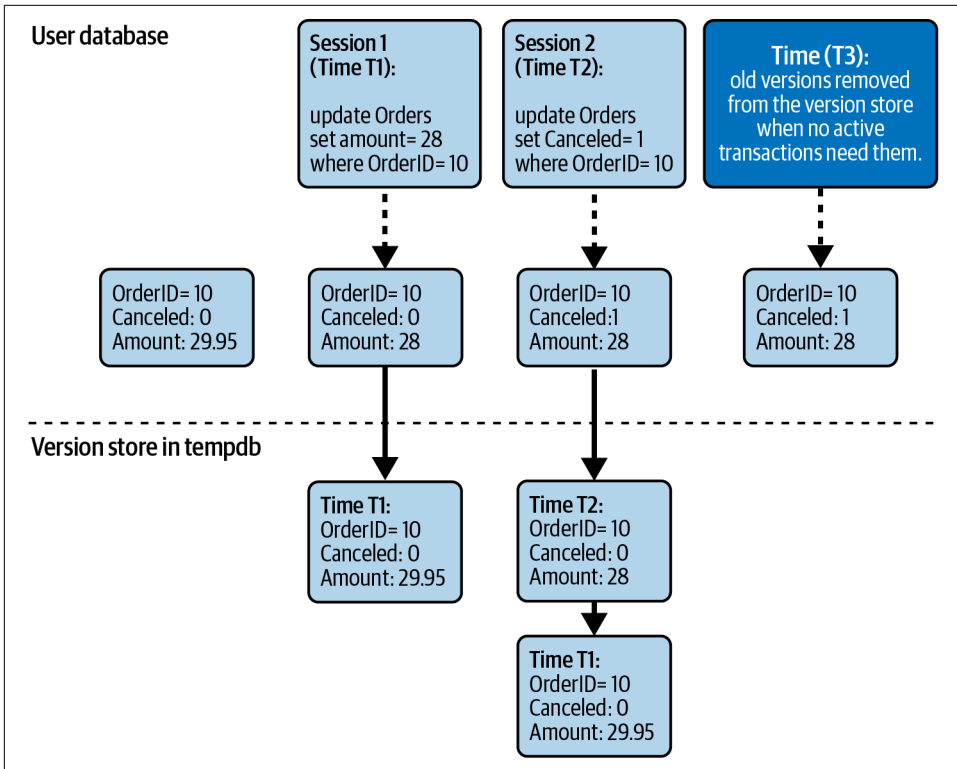 User database
Session 1
(Time T1):
update Orders
set amount= 28
where OrderID= 10
Session 2
(Time T2):
update Orders
set Canceled= 1
where OrderID= 10
Time (T3):
old versions removed
from the version store
when no active
transactions need them.
OrderID= 10
Canceled: 0
Amount: 29.95
OrderID= 10
Canceled: 0
Amount: 28
OrderID= 10
Canceled:1
Amount: 28
OrderID= 10
Canceled: 1
Amount: 28
Version store in tempdb
Time T1:
OrderID= 10
Canceled: 0
Amount: 29.95
Time T2:
OrderID= 10
Canceled: 0
Amount: 28
Time T1:
OrderID= 10
Canceled: 0
Amount: 29.95